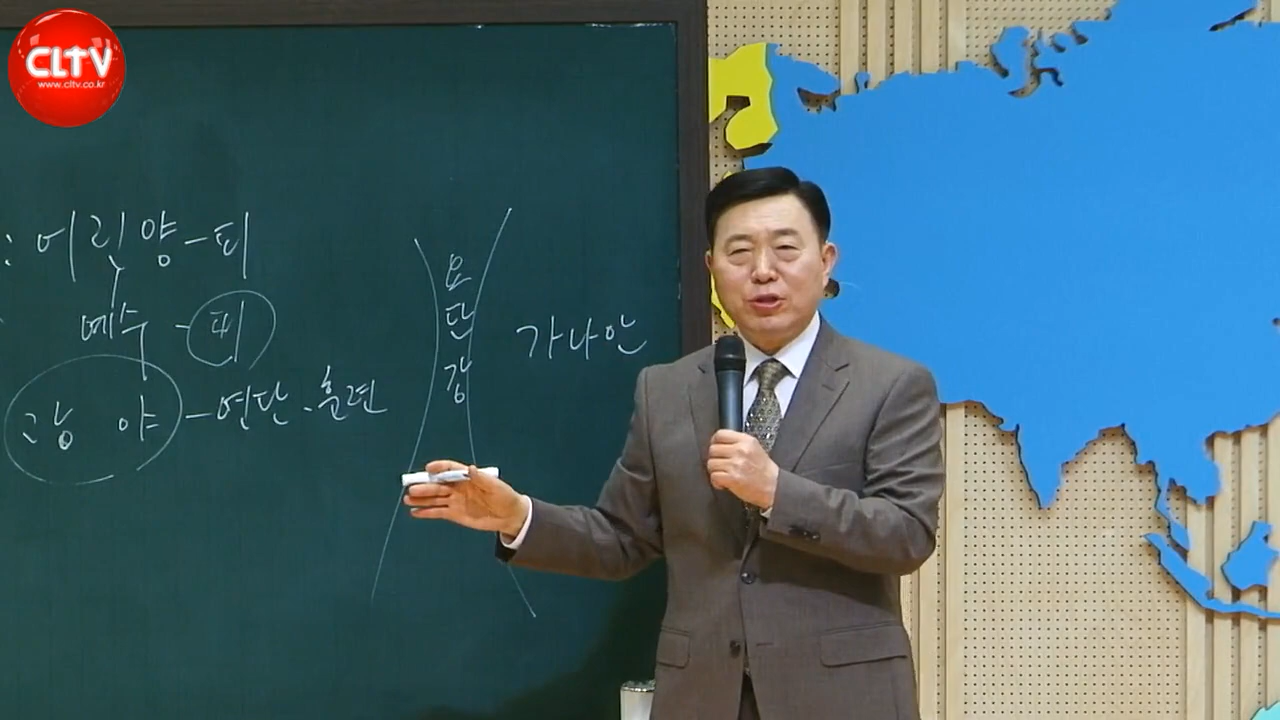 CLTV
www.cltv.co.kr
: 어린양 - 피
예수 - 피
광 야 - 연단 . 훈련
요단강
가나안